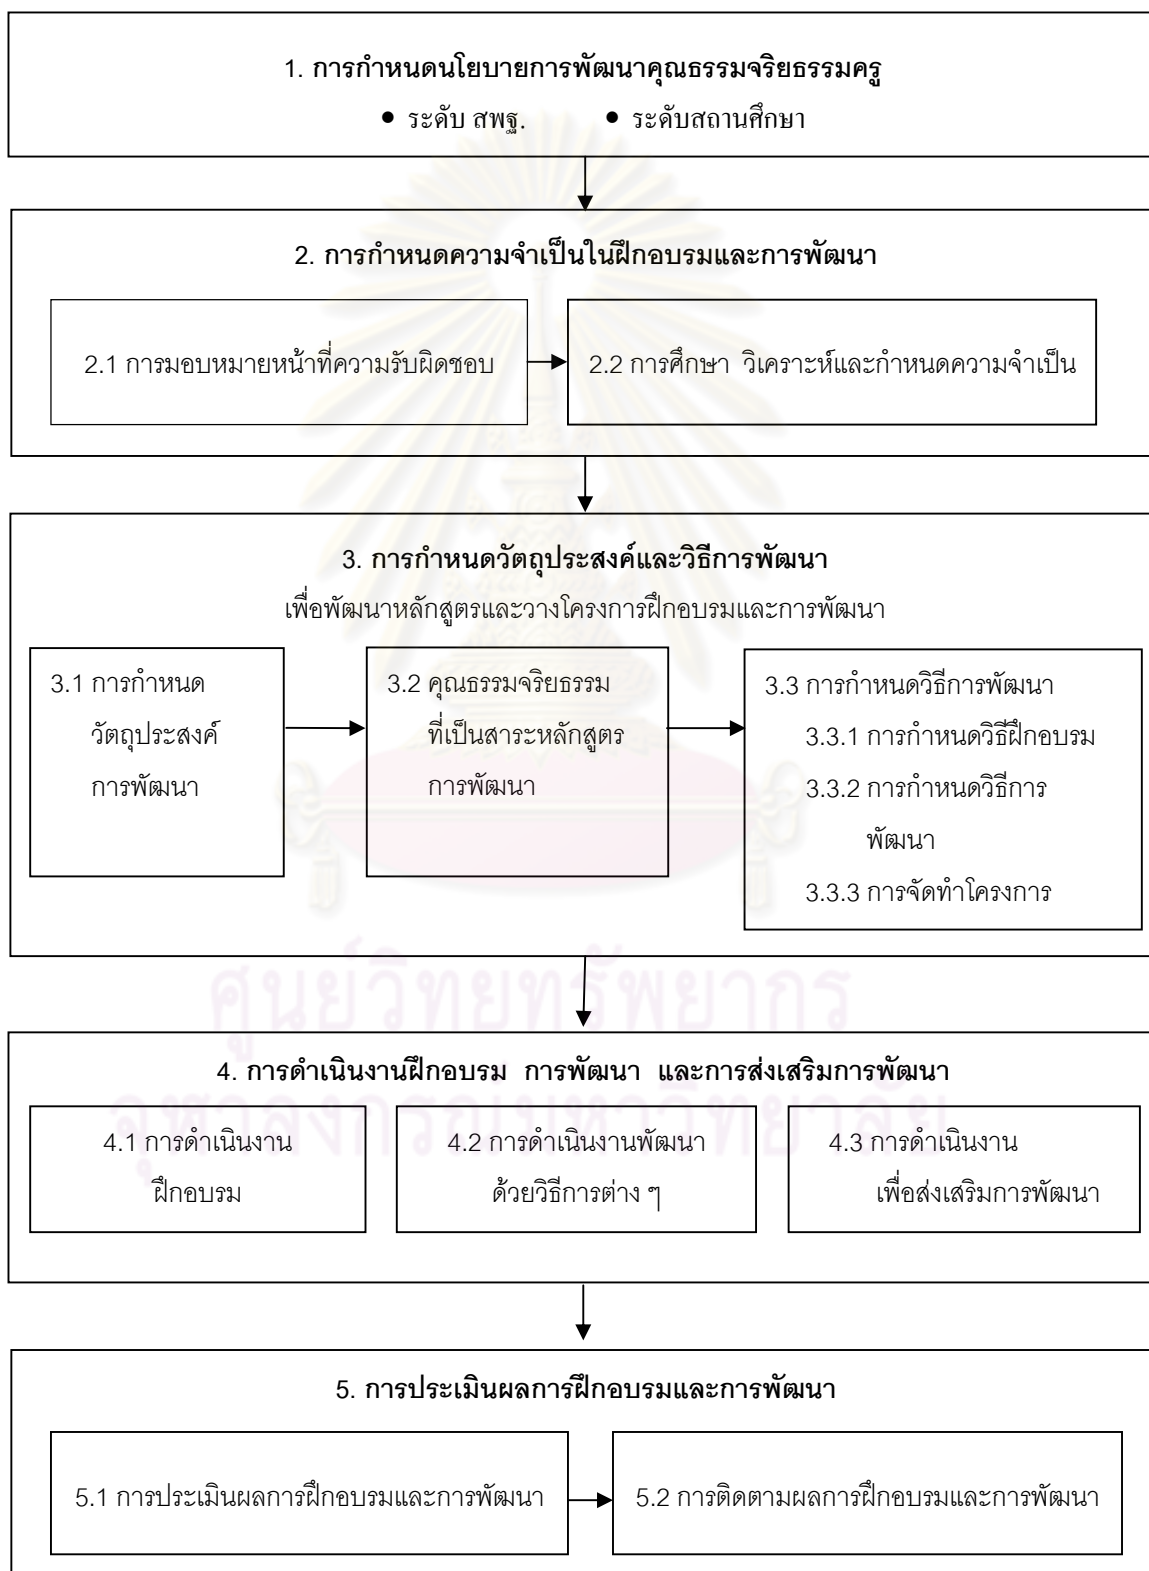 1. การกำหนดนโยบายการพัฒนาคุณธรรมจริยธรรมครู
• ระดับ สพฐ. • ระดับสถานศึกษา
2. การกำหนดความจำเป็นในฝึกอบรมและการพัฒนา
2.1 การมอบหมายหน้าที่ความรับผิดชอบ
2.2 การศึกษา วิเคราะห์และกำหนดความจำเป็น
3. การกำหนดวัตถุประสงค์และวิธีการพัฒนา
เพื่อพัฒนาหลักสูตรและวางโครงการฝึกอบรมและการพัฒนา
3.1 การกำหนด
วัตถุประสงค์
การพัฒนา
3.2 คุณธรรมจริยธรรม
ที่เป็นสาระหลักสูตร
การพัฒนา
3.3 การกำหนดวิธีการพัฒนา
3.3.1 การกำหนดวิธีฝึกอบรม
3.3.2 การกำหนดวิธีการ
พัฒนา
3.3.3 การจัดทำโครงการ
ศูนย์วิทยทรัพยากร
จุฬาลงกรณ์มหาวิทยาลัย
4. การดำเนินงานฝึกอบรม การพัฒนา และการส่งเสริมการพัฒนา
4.1 การดำเนินงาน
ฝึกอบรม
4.2 การดำเนินงานพัฒนา
ด้วยวิธีการต่าง ๆ
4.3 การดำเนินงาน
เพื่อส่งเสริมการพัฒนา
5. การประเมินผลการฝึกอบรมและการพัฒนา
5.1 การประเมินผลการฝึกอบรมและการพัฒนา
5.2 การติดตามผลการฝึกอบรมและการพัฒนา